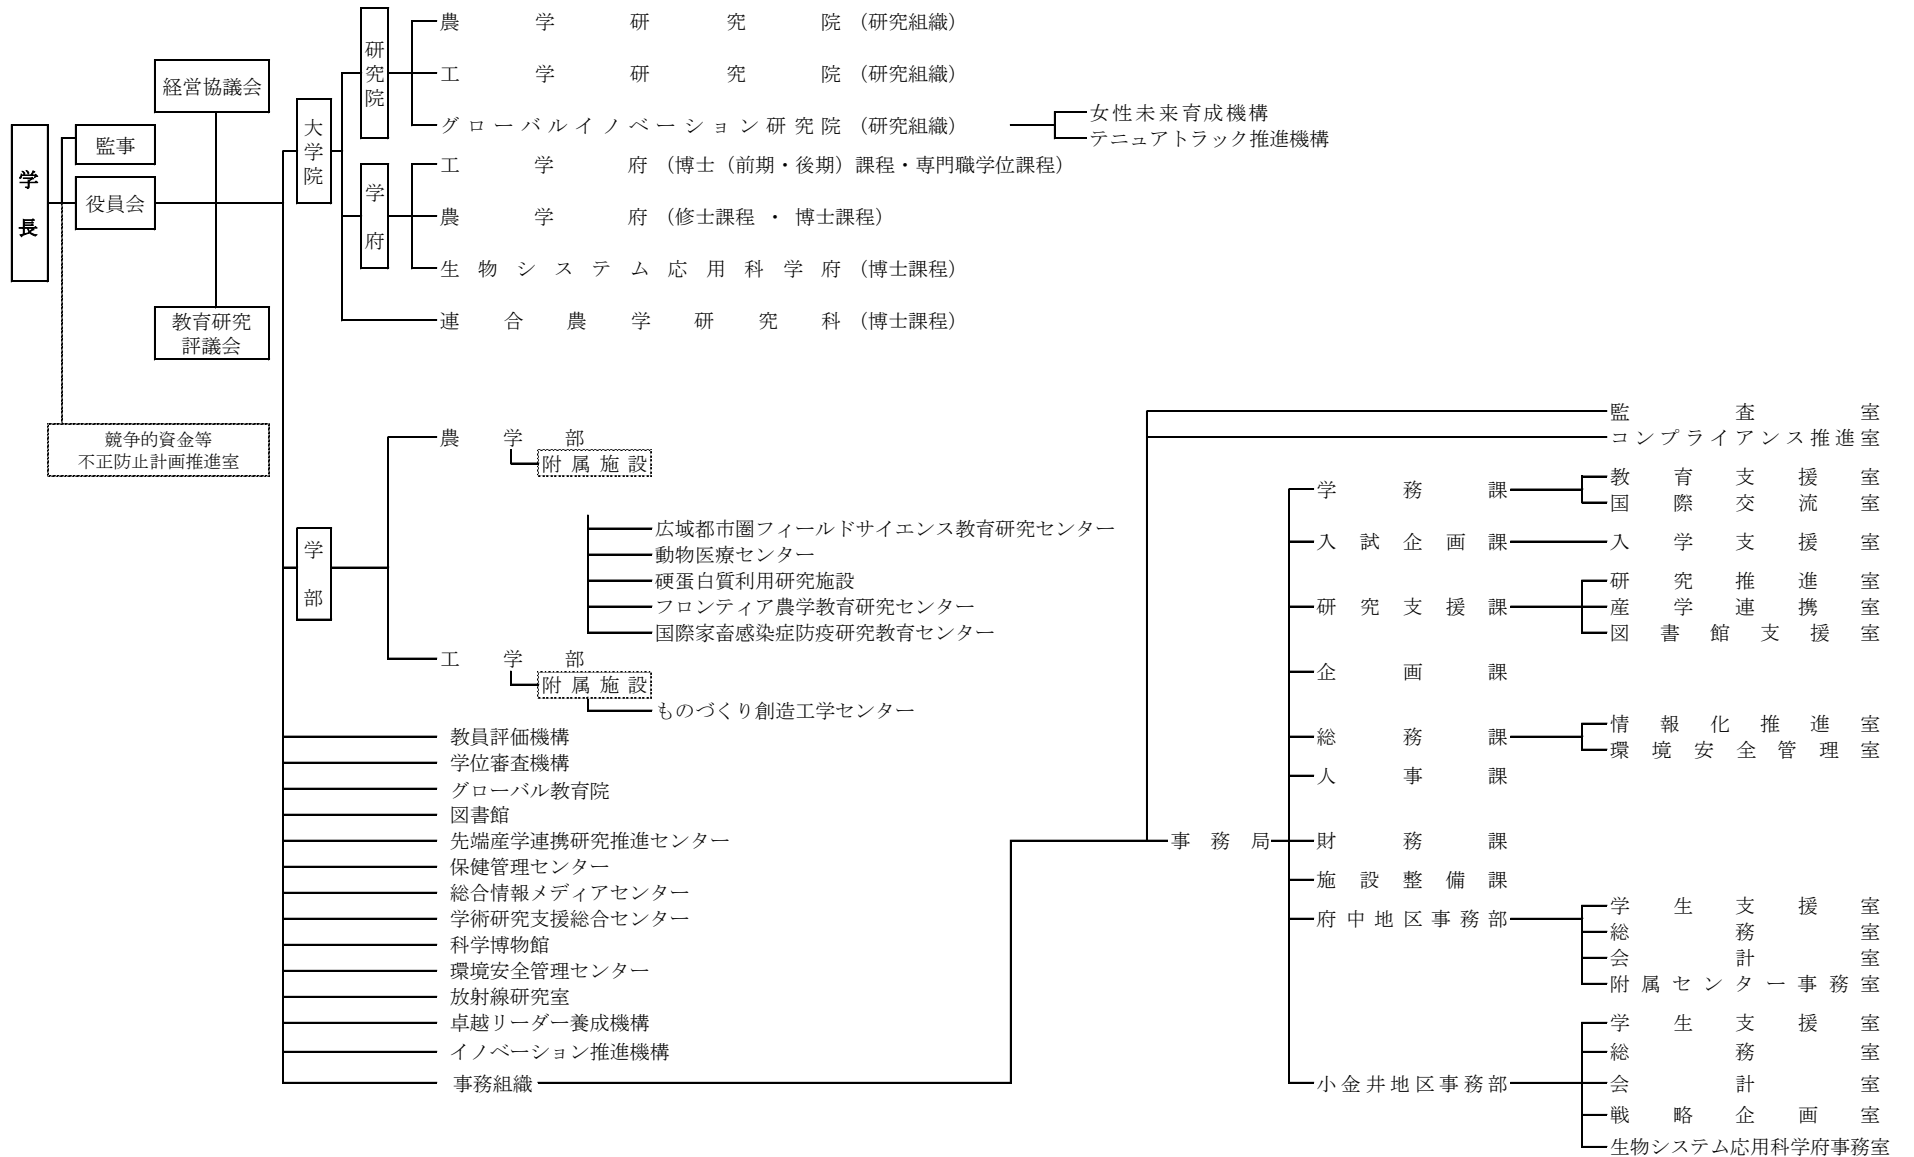 学長
監事
役員会
経営協議会
教育研究
評議会
競争的資金等
不正防止計画推進室
大学院
研究院
農学研究院（研究組織）
工学研究院（研究組織）
グローバルイノベーション研究院（研究組織）
女性未来育成機構
テニュアトラック推進機構
学府
工学府（博士（前期・後期）課程・専門職学位課程）
農学府（修士課程 ・ 博士課程）
生物システム応用科学府（博士課程）
連合農学研究科（博士課程）
学部
農学部
附属施設
広域都市圏フィールドサイエンス教育研究センター
動物医療センター
硬蛋白質利用研究施設
フロンティア農学教育研究センター
国際家畜感染症防疫研究教育センター
工学部
附属施設
ものづくり創造工学センター
教員評価機構
学位審査機構
グローバル教育院
図書館
先端産学連携研究推進センター
保健管理センター
総合情報メディアセンター
学術研究支援総合センター
科学博物館
環境安全管理センター
放射線研究室
卓越リーダー養成機構
イノベーション推進機構
事務組織
監査室
コンプライアンス推進室
事務局
学務課
教育支援室
国際交流室
入試企画課
入学支援室
研究支援課
研究推進室
産学連携室
図書館支援室
企画課
総務課
情報化推進室
環境安全管理室
人事課
財務課
施設整備課
府中地区事務部
学生支援室
総務室
会計室
附属センター事務室
小金井地区事務部
学生支援室
総務室
会計室
戦略企画室
生物システム応用科学府事務室